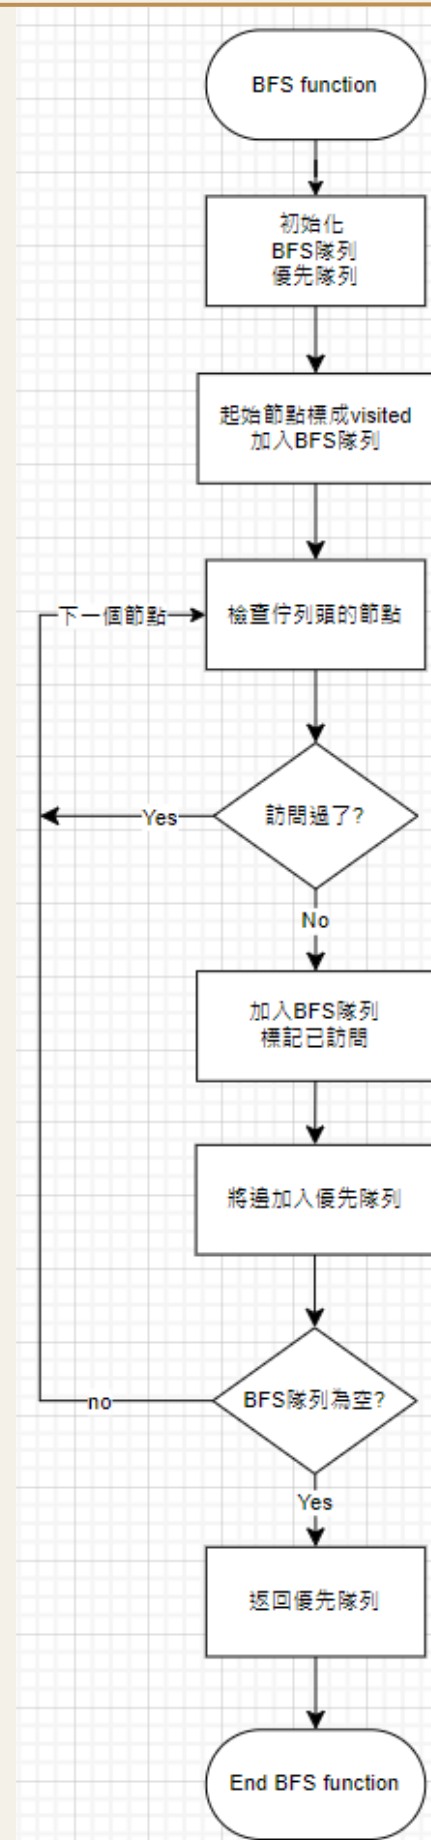 BFS function
初始化
BFS隊列
優先隊列
起始節點標成visited
加入BFS隊列
下一個節點
檢查佇列頭的節點
訪問過了?
Yes
No
加入BFS隊列
標記已訪問
將邊加入優先隊列
BFS隊列為空?
no
Yes
返回優先隊列
End BFS function